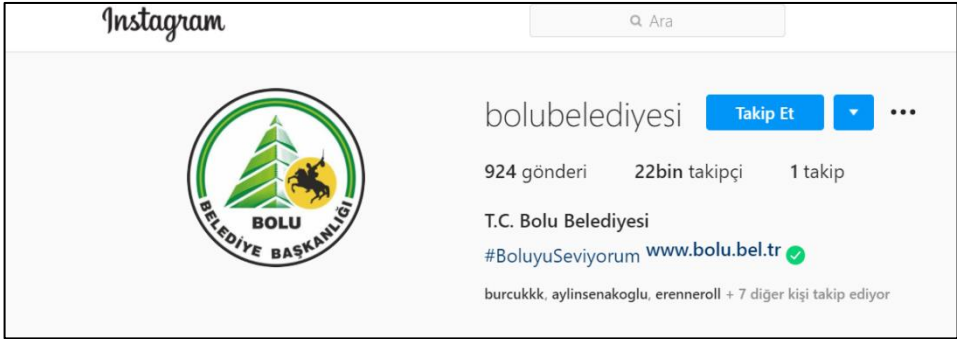 Instagram
Ara
bolubelediyesi Takip Et
924 gönderi 22bin takipçi 1 takip
T.C. Bolu Belediyesi
#BoluyuSeviyorum www.bolu.bel.tr
burcukkk, aylinsenakoglu, erenneroll + 7 diğer kişi takip ediyor
BOLU
BELEDİYE BAŞKANLIĞI